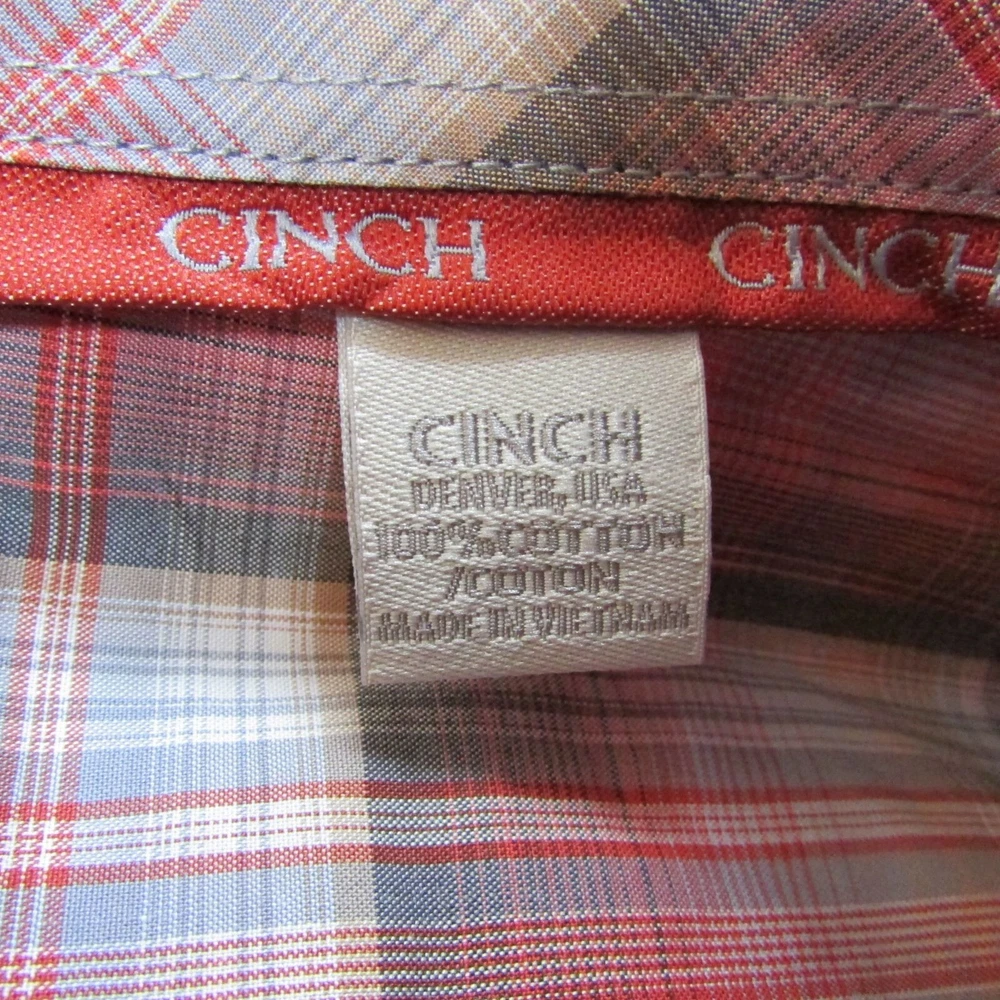 CINCH CINCH
CINCH
DENVER, USA
100% COTTON
/COTON
MADE IN VIETNAM